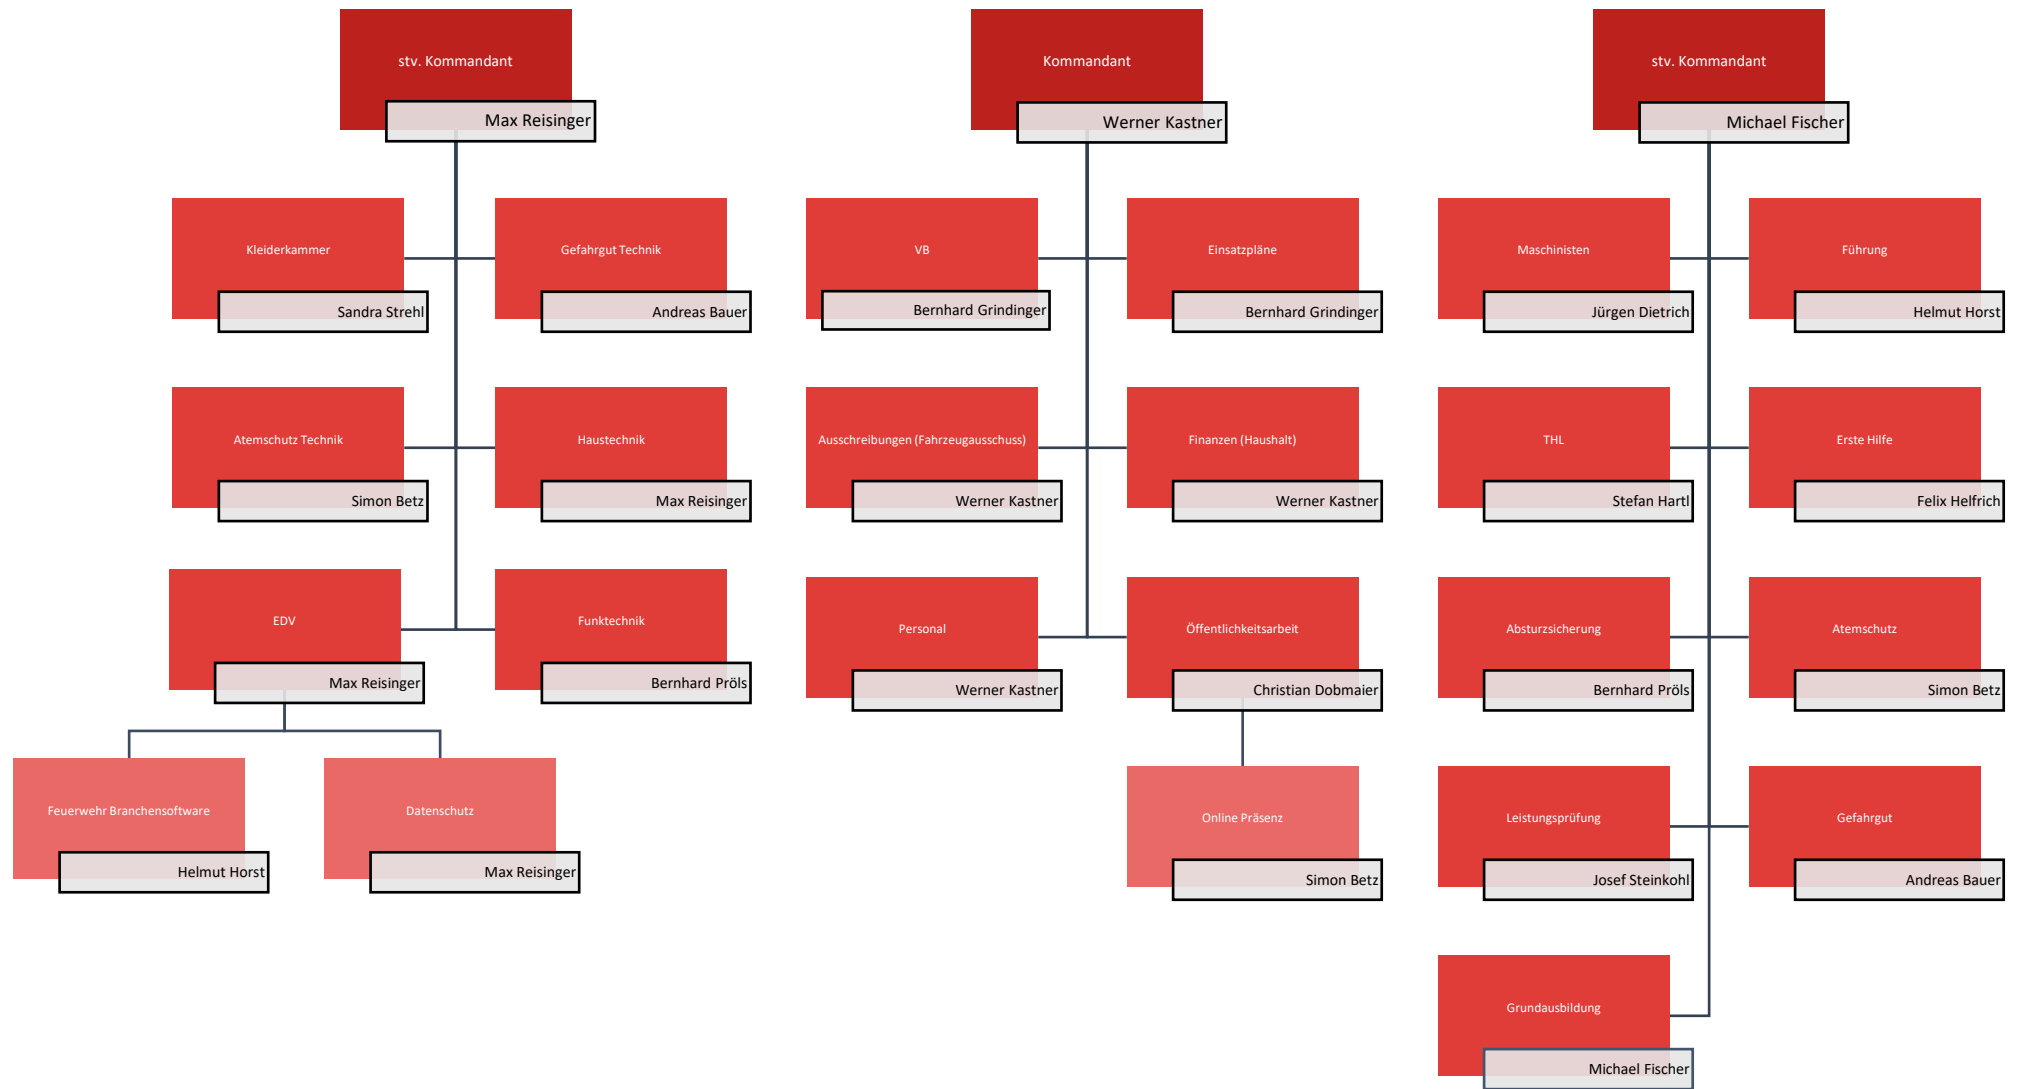 stv. Kommandant
Max Reisinger
Kommandant
Werner Kastner
stv. Kommandant
Michael Fischer
Kleiderkammer
Sandra Strehl
Gefahrgut Technik
Andreas Bauer
VB
Bernhard Grindinger
Einsatzpläne
Bernhard Grindinger
Maschinisten
Jürgen Dietrich
Führung
Helmut Horst
Atemschutz Technik
Simon Betz
Haustechnik
Max Reisinger
Ausschreibungen (Fahrzeugausschuss)
Werner Kastner
Finanzen (Haushalt)
Werner Kastner
THL
Stefan Hartl
Erste Hilfe
Felix Helfrich
EDV
Max Reisinger
Funktechnik
Bernhard Pröls
Personal
Werner Kastner
Öffentlichkeitsarbeit
Christian Dobmaier
Absturzsicherung
Bernhard Pröls
Atemschutz
Simon Betz
Feuerwehr Branchensoftware
Helmut Horst
Datenschutz
Max Reisinger
Online Präsenz
Simon Betz
Leistungsprüfung
Josef Steinkohl
Gefahrgut
Andreas Bauer
Grundausbildung
Michael Fischer